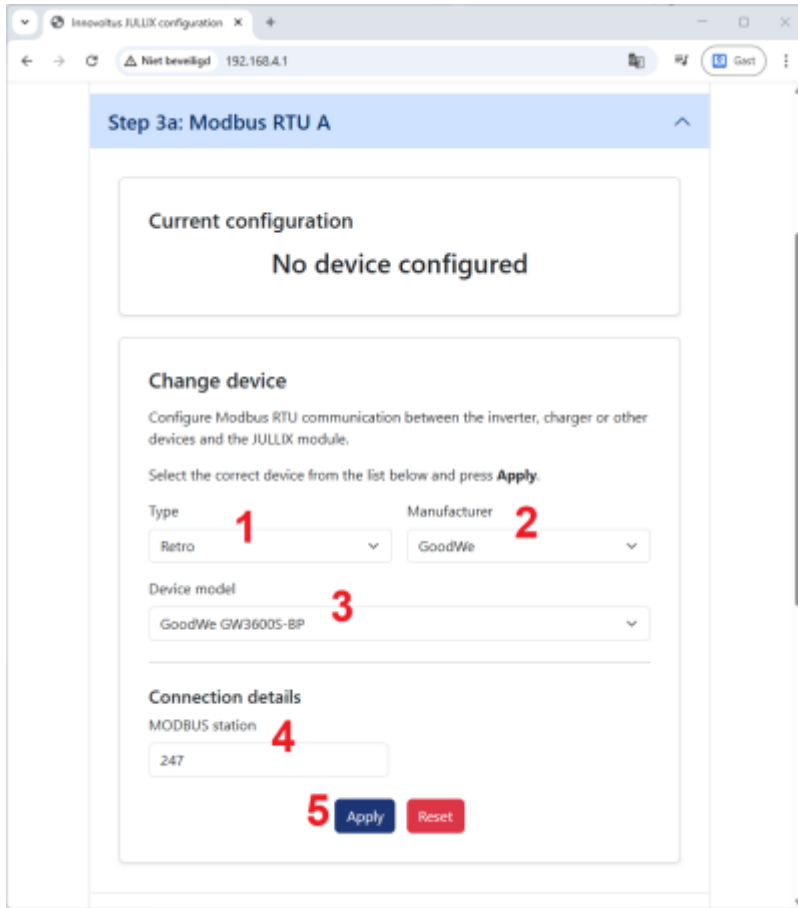 Innovoltus JULLIX configuration
Niet beveiligd 192.168.4.1
Gast
Step 3a: Modbus RTU A
Current configuration
No device configured
Change device
Configure Modbus RTU communication between the inverter, charger or other
devices and the JULLIX module.
Select the correct device from the list below and press Apply.
Type 1
Manufacturer 2
Retro
GoodWe
Device model 3
GoodWe GW3600S-BP
Connection details
MODBUS station 4
247
5 Apply Reset